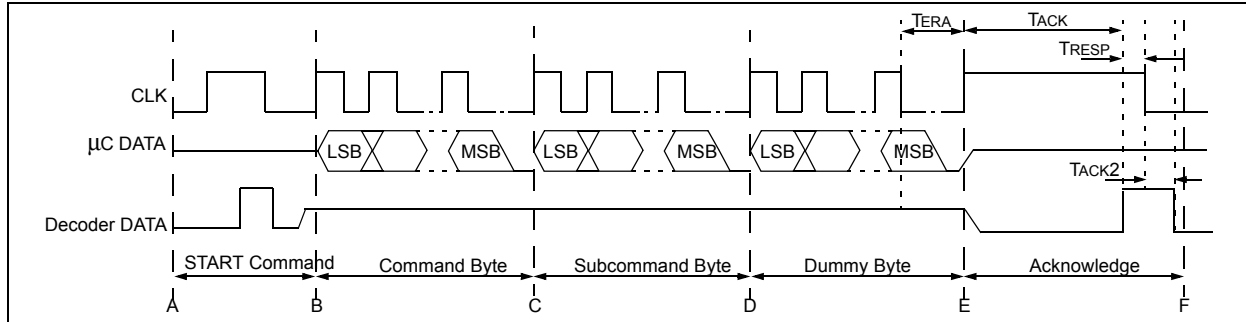 TERA
TACK
TRESP
CLK
µC DATA
LSB
MSB
LSB
MSB
LSB
MSB
TACK2
Decoder DATA
START Command
Command Byte
Subcommand Byte
Dummy Byte
Acknowledge
A
B
C
D
E
F